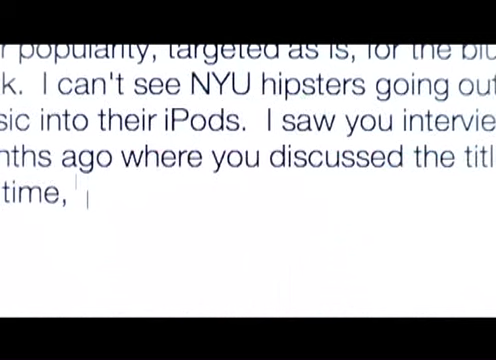 r popularity, targeted as is, for the blu
k. I can't see NYU hipsters going out
sic into their iPods. I saw you intervie
nths ago where you discussed the titl
time,